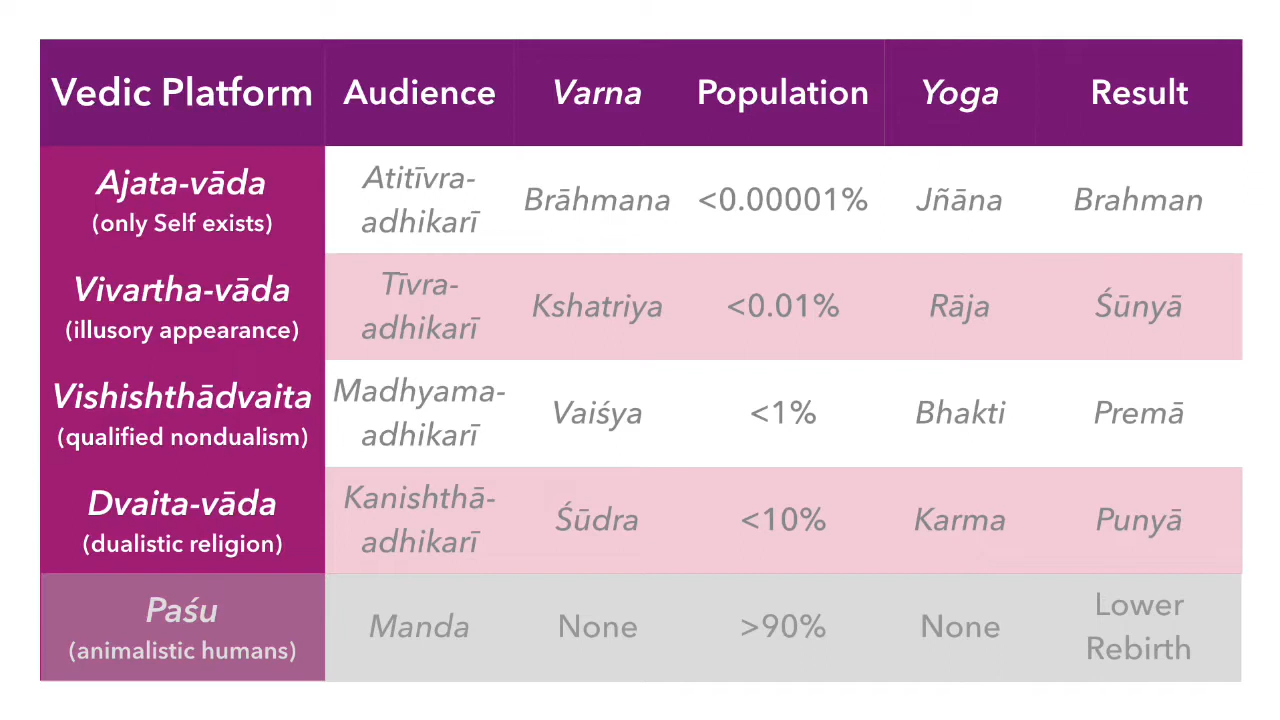 Vedic Platform Audience Varna Population Yoga Result
Ajata-vāda
(only Self exists)
Atitīvra-
adhikarī
Brāhmana <0.00001% Jñāna Brahman
Vivartha-vāda
(illusory appearance)
Tīvra-
adhikarī
Kshatriya <0.01% Rāja Śūnyā
Vishishthādvaita
(qualified nondualism)
Madhyama-
adhikarī
Vaiśya <1% Bhakti Premā
Dvaita-vāda
(dualistic religion)
Kanishthā-
adhikarī
Śūdra <10% Karma Punyā
Paśu
(animalistic humans)
Manda None >90% None Lower
Rebirth